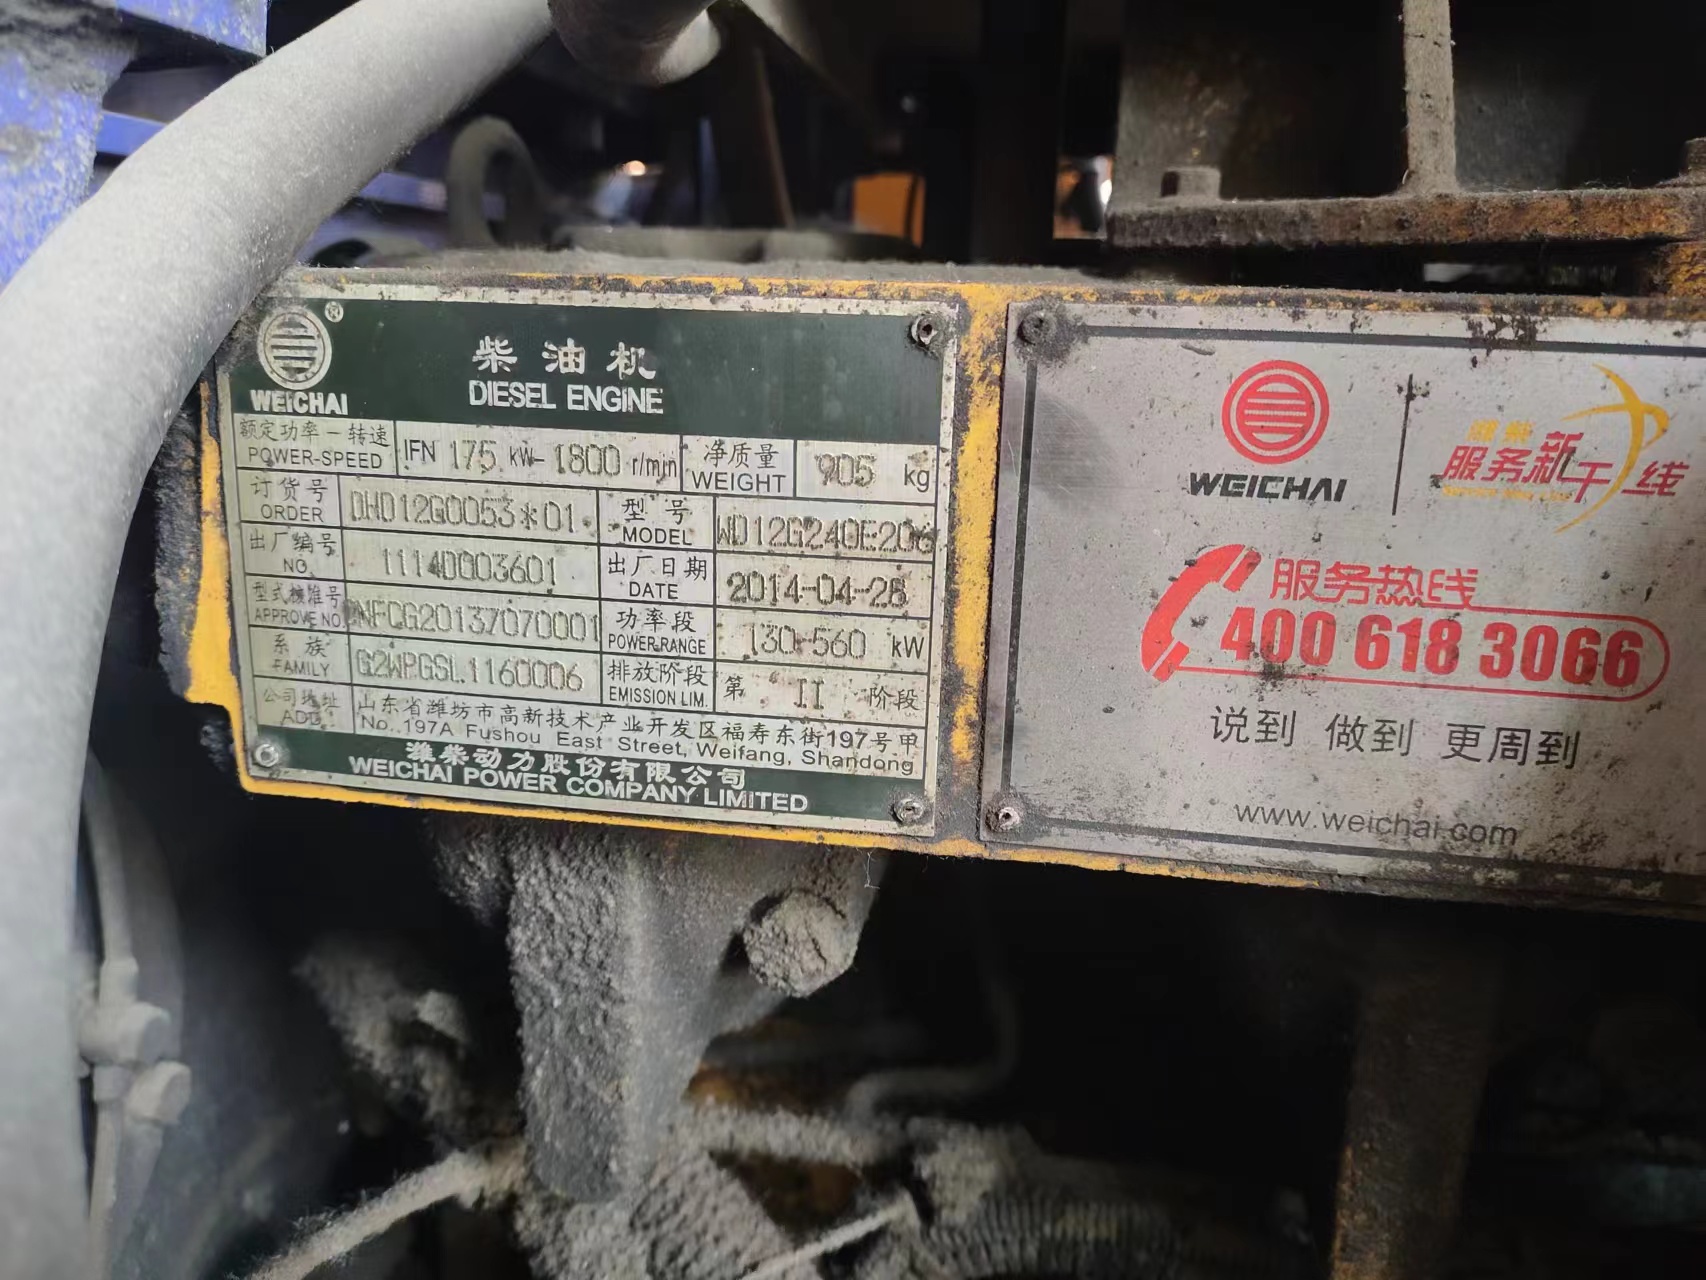 WEICHAI
®
柴油机
DIESEL ENGINE
额定功率－转速
POWER-SPEED
IFN 175 kW- 1800 r/min
净质量
WEIGHT
905 kg
订货号
ORDER
DHD12G0053*01
型号
MODEL
WD12G240E206
出厂编号
NO.
1114D003601
出厂日期
DATE
2014-04-28
型式核准号
APPROVE NO.
NFCG20137070001
功率段
POWER-RANGE
130-560 kW
系族
FAMILY
G2WPGSL1160006
排放阶段
EMISSION LIM.
第 II 阶段
公司地址
ADD.
山东省潍坊市高新技术产业开发区福寿东街197号甲
No.197A Fushou East Street, Weifang, Shandong
潍柴动力股份有限公司
WEICHAI POWER COMPANY LIMITED
WEICHAI
潍柴
服务新干线
服务热线
400 618 3066
说到 做到 更周到
www.weichai.com